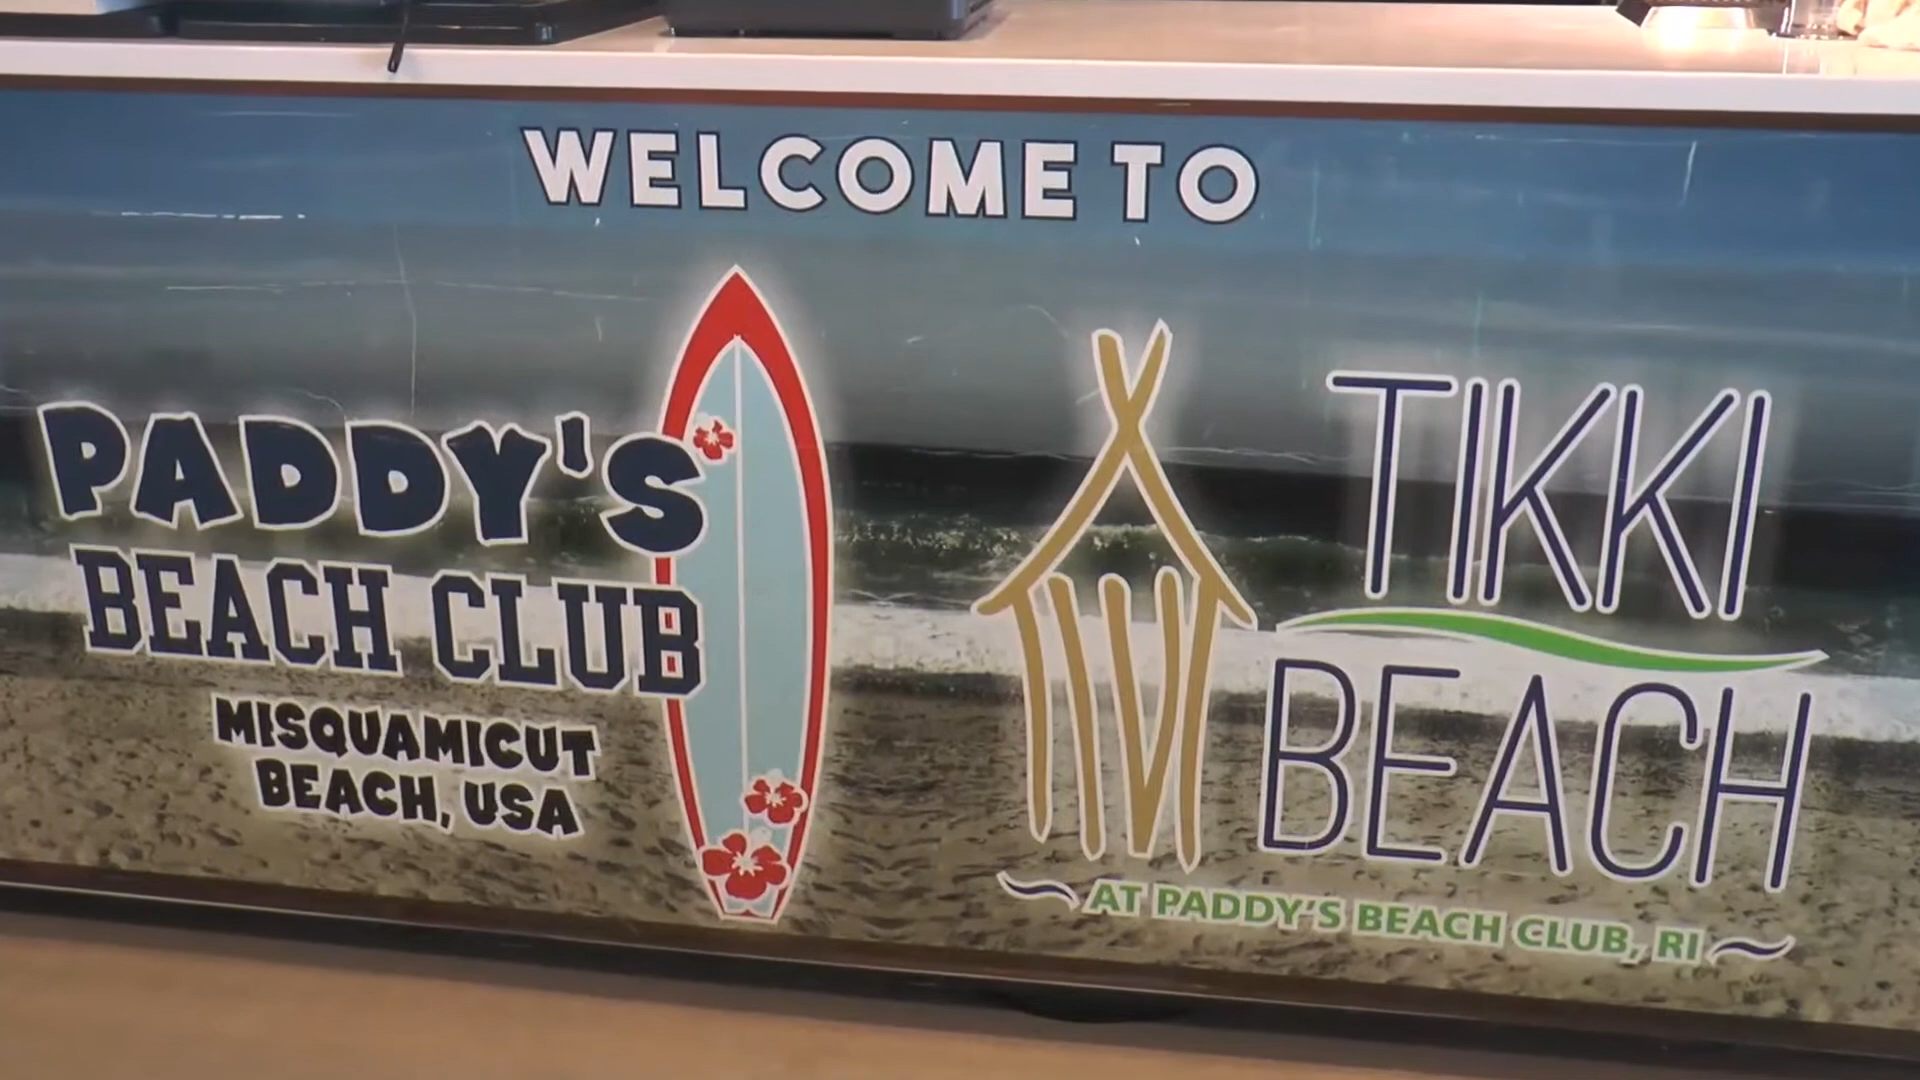 WELCOME TO
PADDY'S
BEACH CLUB
MISQUAMICUT
BEACH, USA
TIKKI
BEACH
AT PADDY'S BEACH CLUB, RI